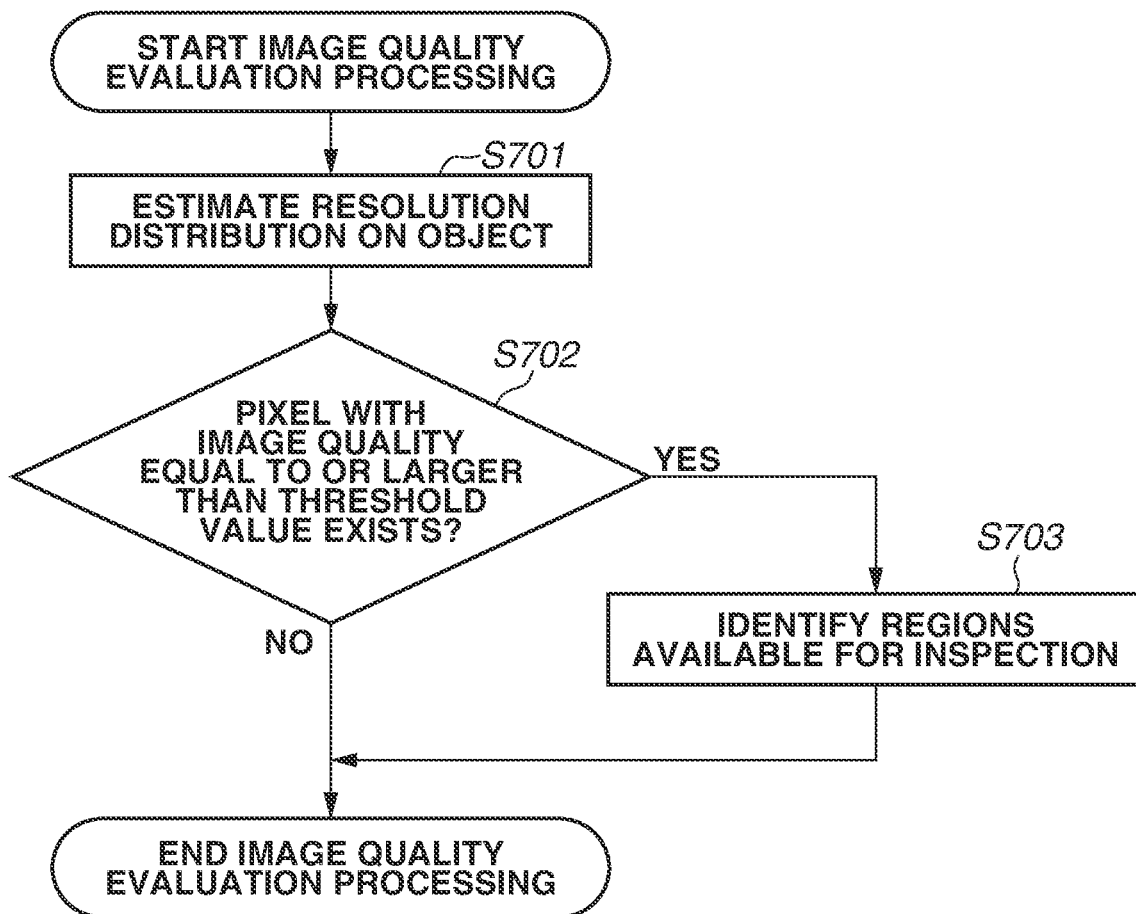 START IMAGE QUALITY
EVALUATION PROCESSING
S701
ESTIMATE RESOLUTION
DISTRIBUTION ON OBJECT
S702
PIXEL WITH
IMAGE QUALITY
EQUAL TO OR LARGER
THAN THRESHOLD
VALUE EXISTS?
YES
S703
IDENTIFY REGIONS
AVAILABLE FOR INSPECTION
NO
END IMAGE QUALITY
EVALUATION PROCESSING